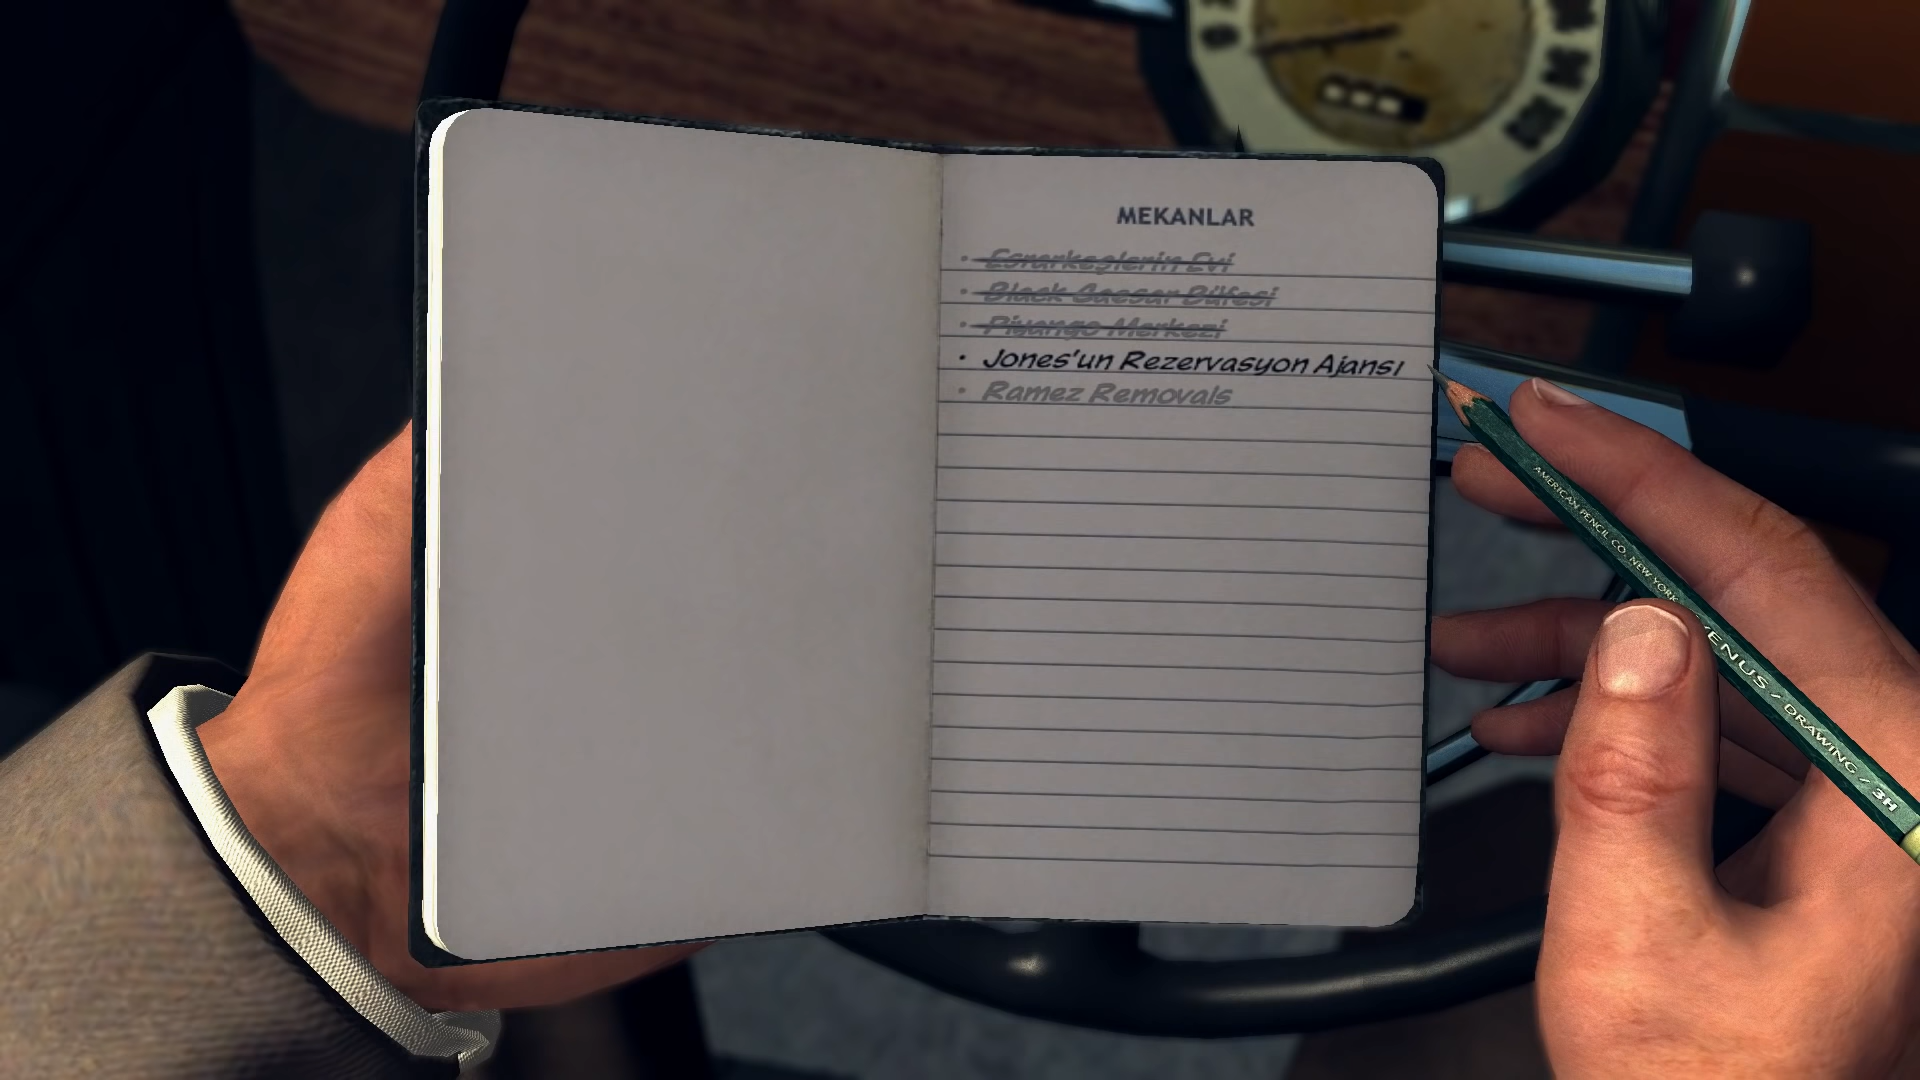 MEKANLAR
• Esrarkeşlerin Evi
• Black Caesar Büfesi
• Piyango Merkezi
• Jones'un Rezervasyon Ajansı
• Ramez Removals
AMERICAN PENCIL CO. NEW YORK VENUS / DRAWING / 3H